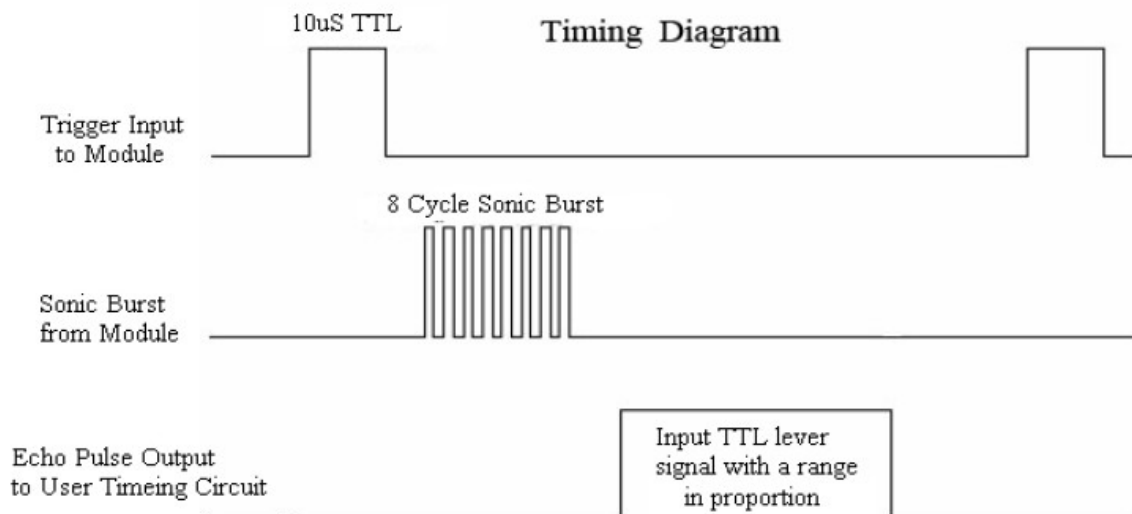 10uS TTL
Timing Diagram
Trigger Input
to Module
8 Cycle Sonic Burst
Sonic Burst
from Module
Echo Pulse Output
to User Timeing Circuit
Input TTL lever
signal with a range
in proportion